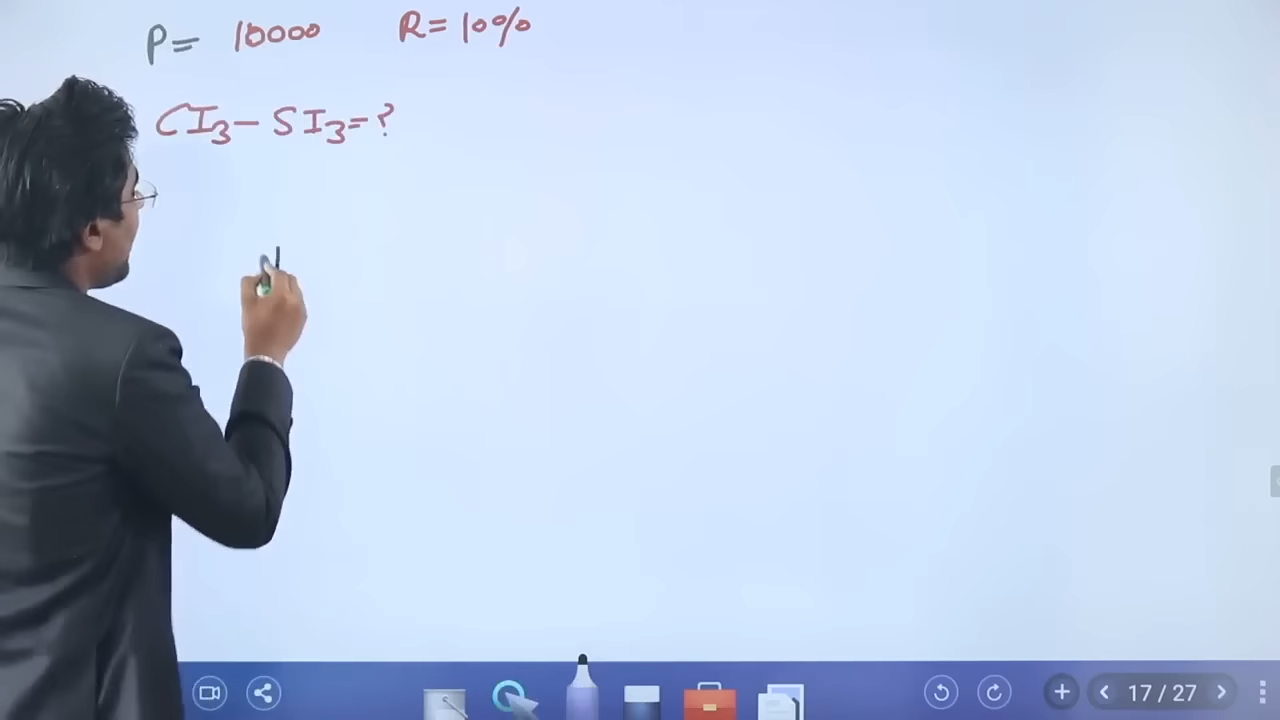 P= 10000 R=10%
CI3-SI3=?
17 / 27